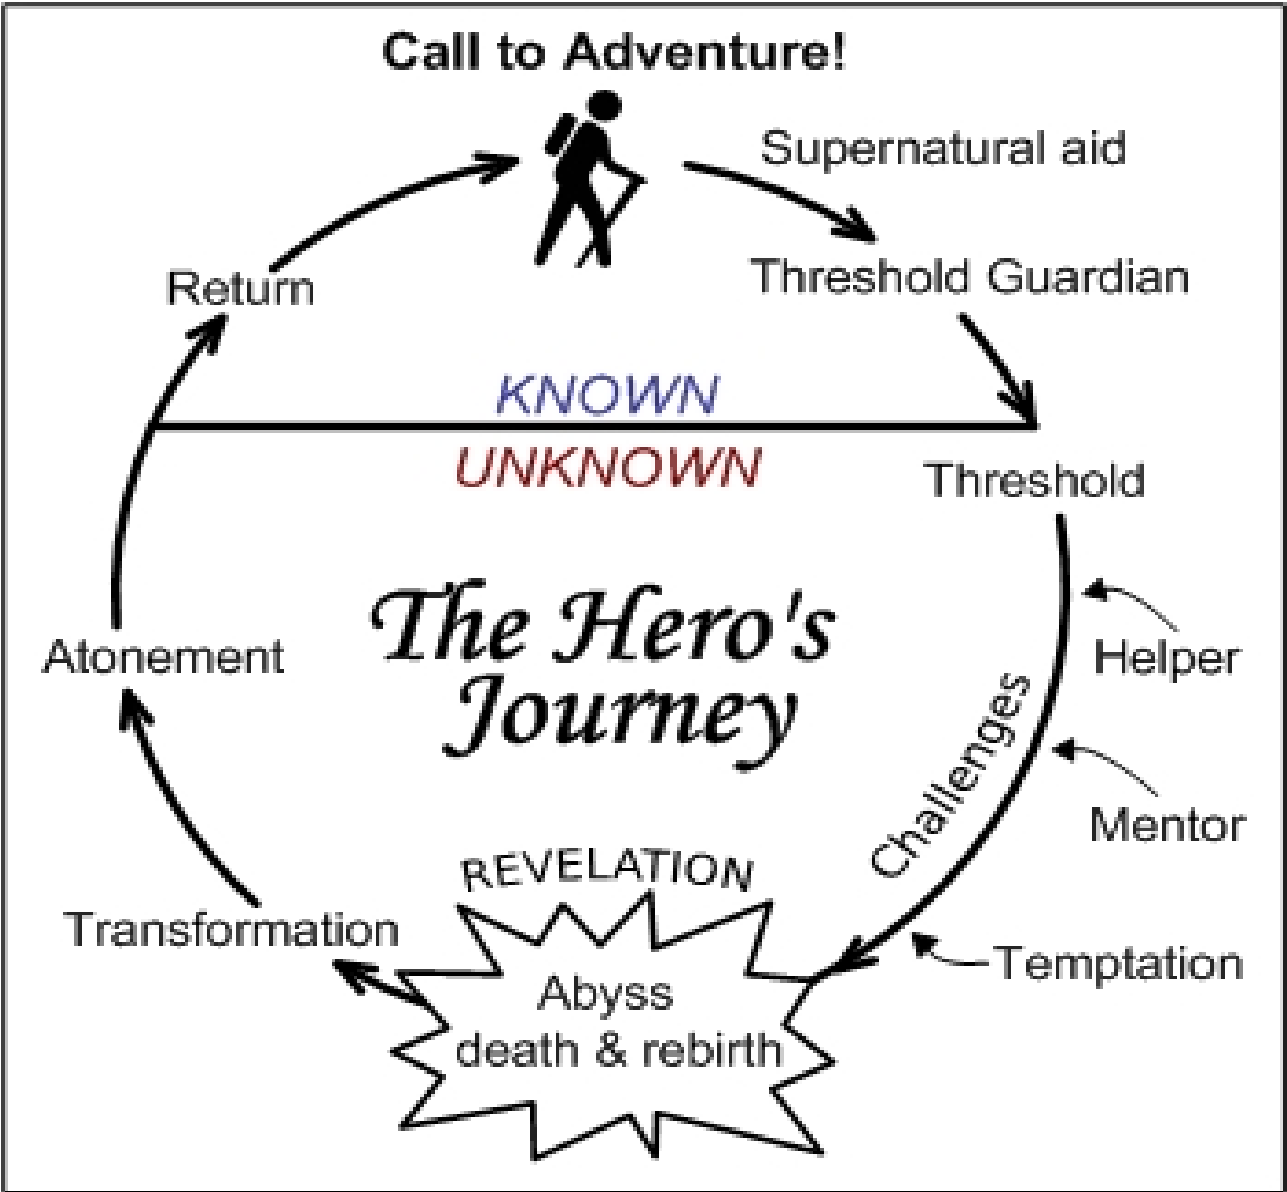 Call to Adventure!
Supernatural aid
Threshold Guardian
Return
KNOWN
UNKNOWN
Threshold
The Hero's
Journey
Helper
Atonement
Challenges
Mentor
REVELATION
Transformation
Temptation
Abyss
death & rebirth